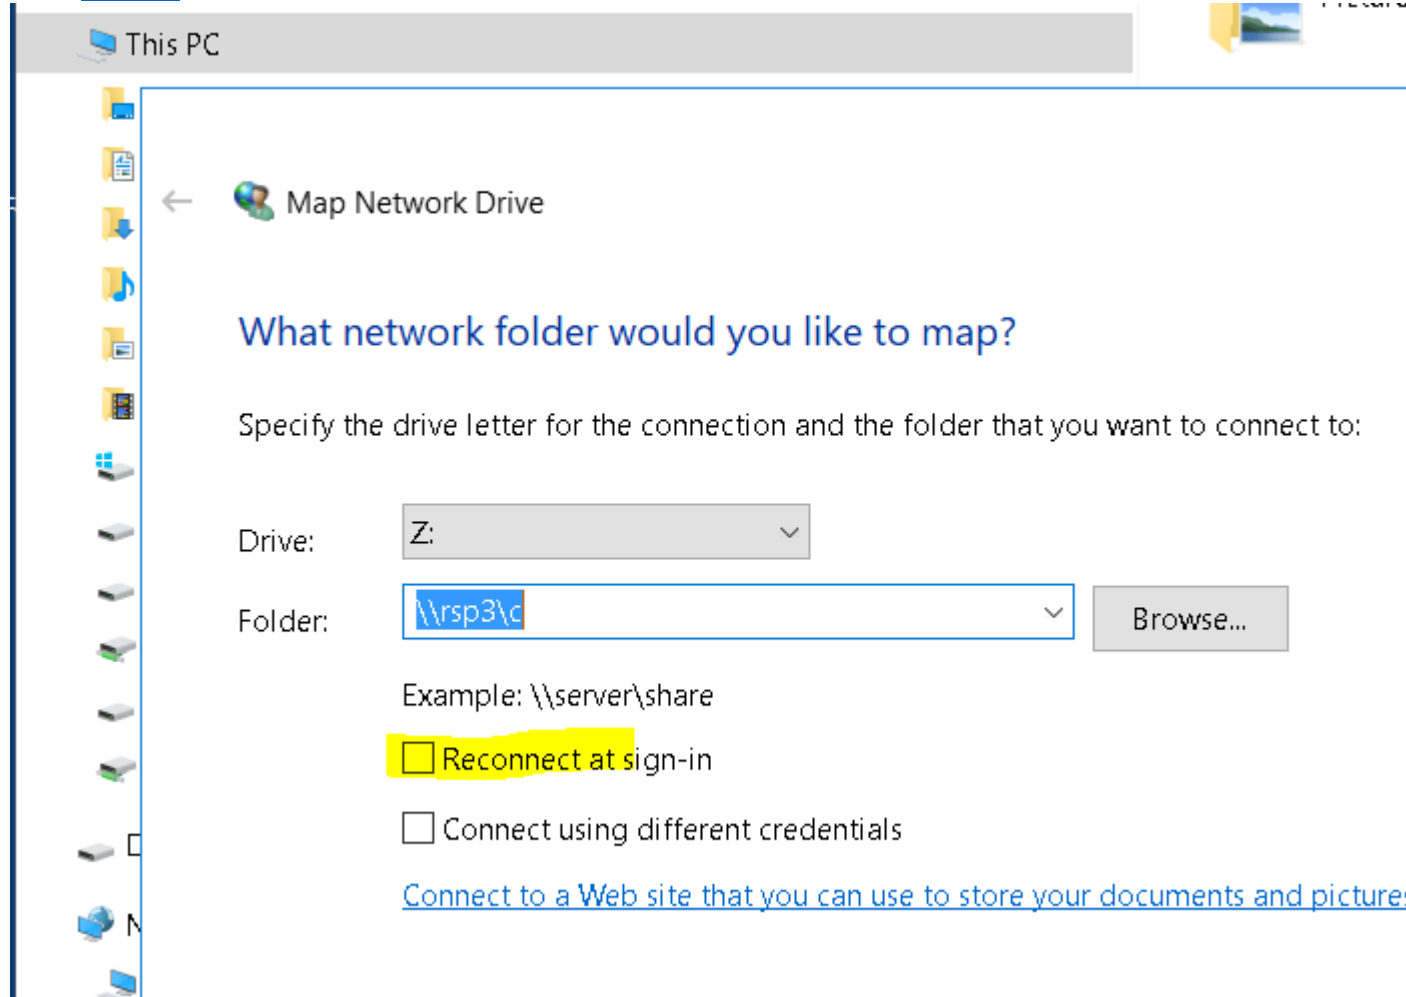 This PC
Map Network Drive
What network folder would you like to map?
Specify the drive letter for the connection and the folder that you want to connect to:
Drive: Z:
Folder: \\rsp3\c Browse...
Example: \\server\share
Reconnect at sign-in
Connect using different credentials
Connect to a Web site that you can use to store your documents and pictures